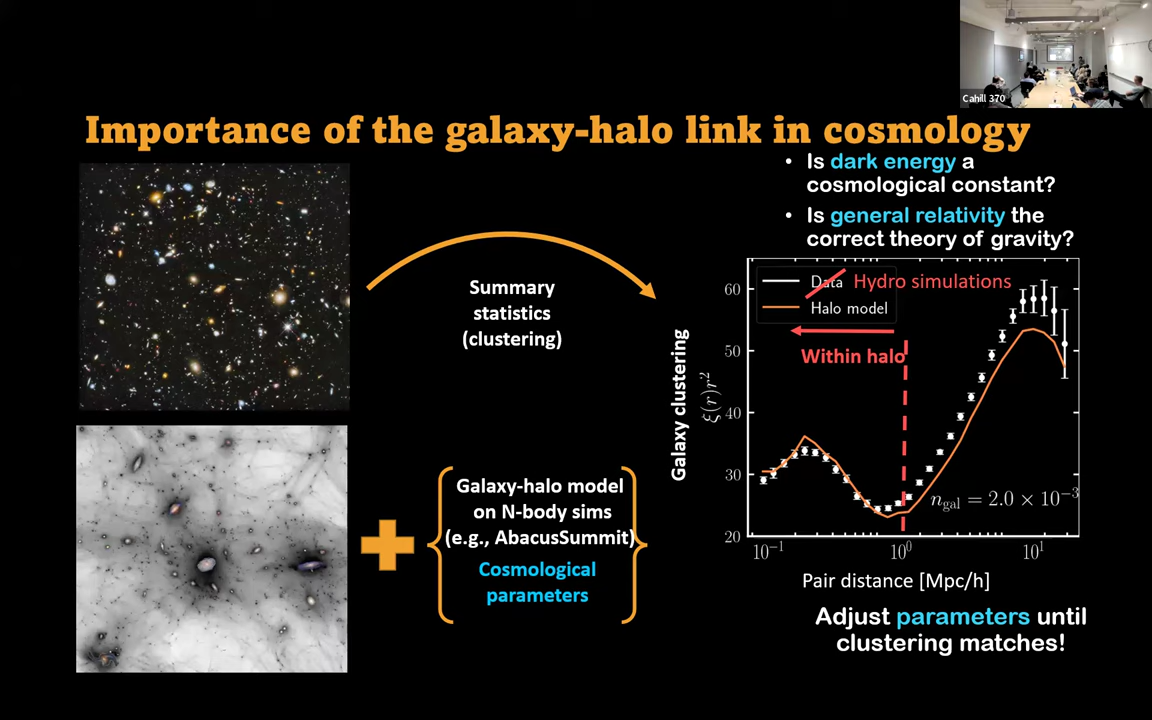 Cahill 370
Importance of the galaxy-halo link in cosmology
• Is dark energy a
cosmological constant?
• Is general relativity the
correct theory of gravity?
Summary
statistics
(clustering)
Galaxy-halo model
on N-body sims
(e.g., AbacusSummit)
Cosmological
parameters
Data
Hydro simulations
Halo model
Within halo
Galaxy clustering
ξ(r)r²
60
50
40
30
20
n_gal = 2.0 × 10⁻³
10⁻¹ 10⁰ 10¹
Pair distance [Mpc/h]
Adjust parameters until
clustering matches!